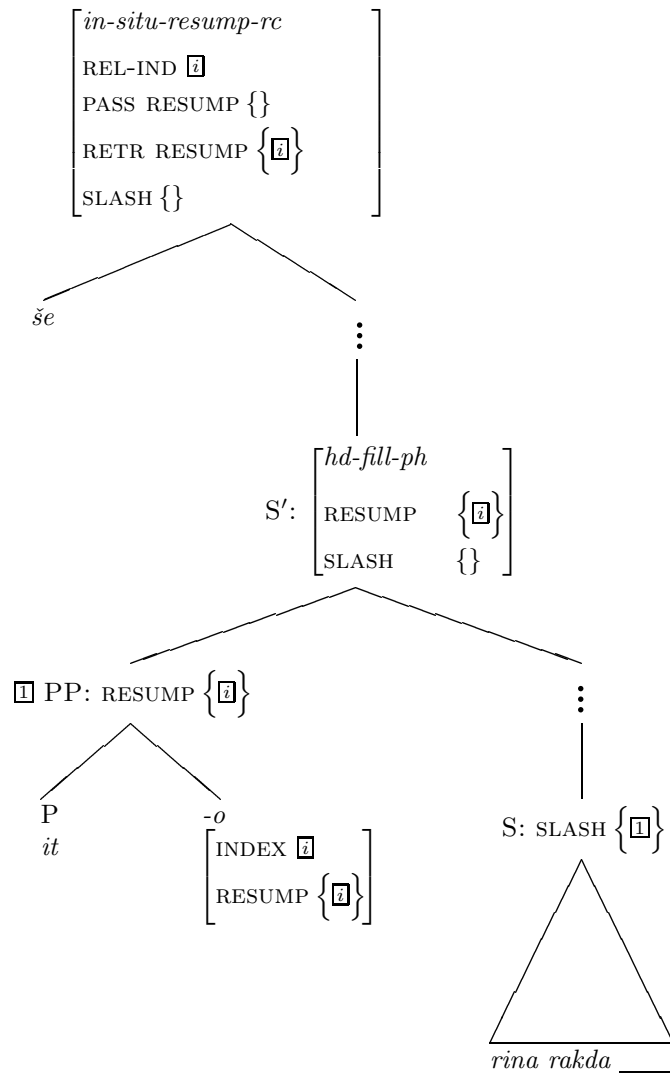 in-situ-resump-rc
REL-IND i
PASS RESUMP {}
RETR RESUMP {i}
SLASH {}
še
⋮
hd-fill-ph
S′: RESUMP {i}
SLASH {}
1 PP: RESUMP {i}
⋮
P -o
it INDEX i
RESUMP {i}
S: SLASH {1}
rina rakda ____